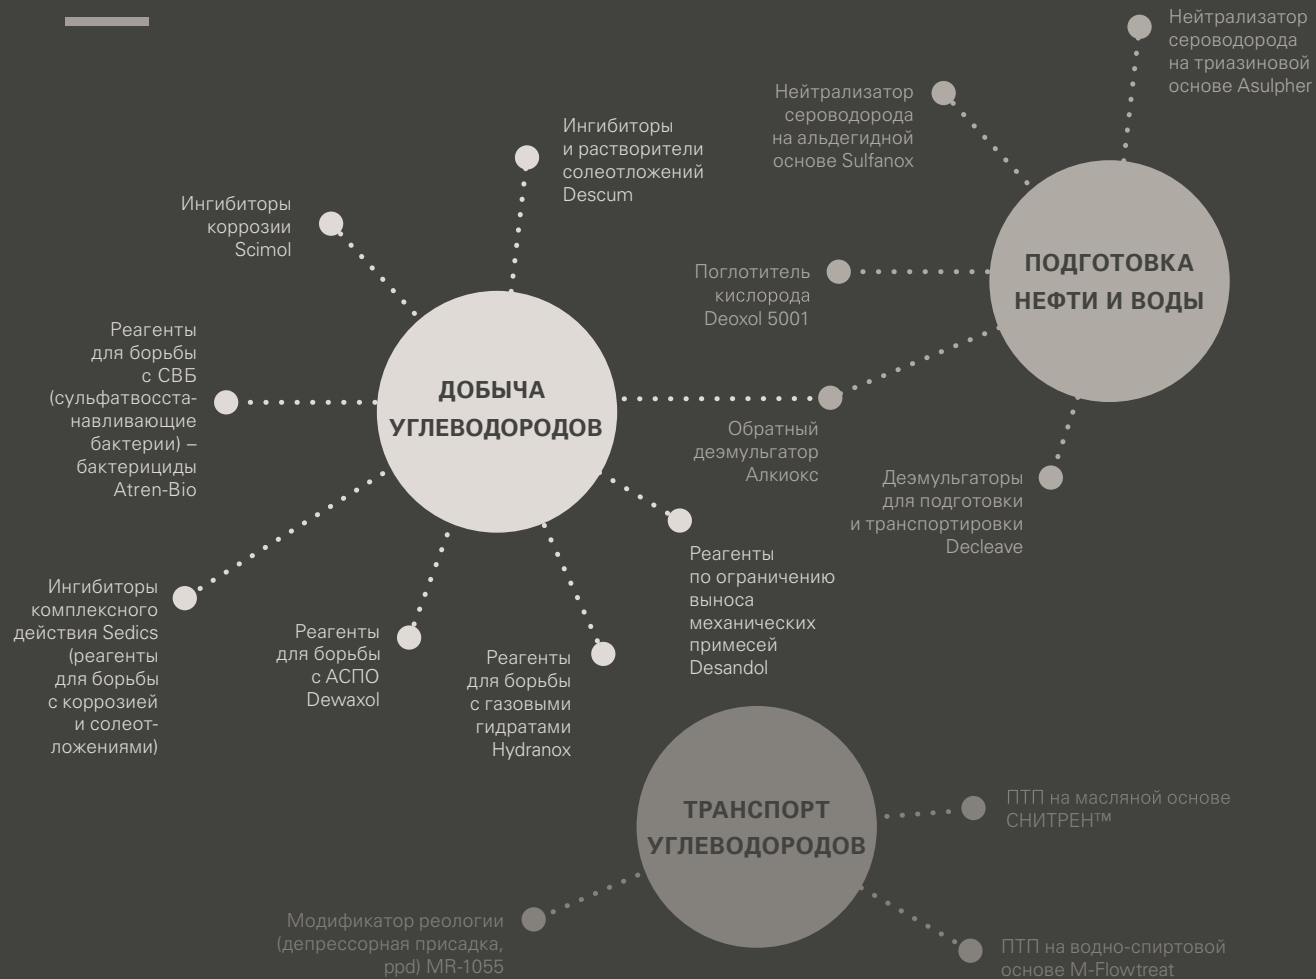 Нейтрализатор
сероводорода
на триазиновой
основе Asulpher
Нейтрализатор
сероводорода
на альдегидной
основе Sulfanox
Ингибиторы
и растворители
солеотложений
Descum
Ингибиторы
коррозии
Scimol
ПОДГОТОВКА
НЕФТИ И ВОДЫ
Поглотитель
кислорода
Deoxol 5001
Реагенты
для борьбы
с СВБ
(сульфатвосста-
навливающие
бактерии) –
бактерициды
Atren-Bio
ДОБЫЧА
УГЛЕВОДОРОДОВ
Обратный
деэмульгатор
Алкиокс
Деэмульгаторы
для подготовки
и транспортировки
Decleave
Реагенты
по ограничению
выноса
механических
примесей
Desandol
Ингибиторы
комплексного
действия Sedics
(реагенты
для борьбы
с коррозией
и солеот-
ложениями)
Реагенты
для борьбы
с АСПО
Dewaxol
Реагенты
для борьбы
с газовыми
гидратами
Hydranox
ТРАНСПОРТ
УГЛЕВОДОРОДОВ
ПТП на масляной основе
СНИТРЕН™
Модификатор реологии
(депрессорная присадка,
ppd) MR-1055
ПТП на водно-спиртовой
основе M-Flowtreat